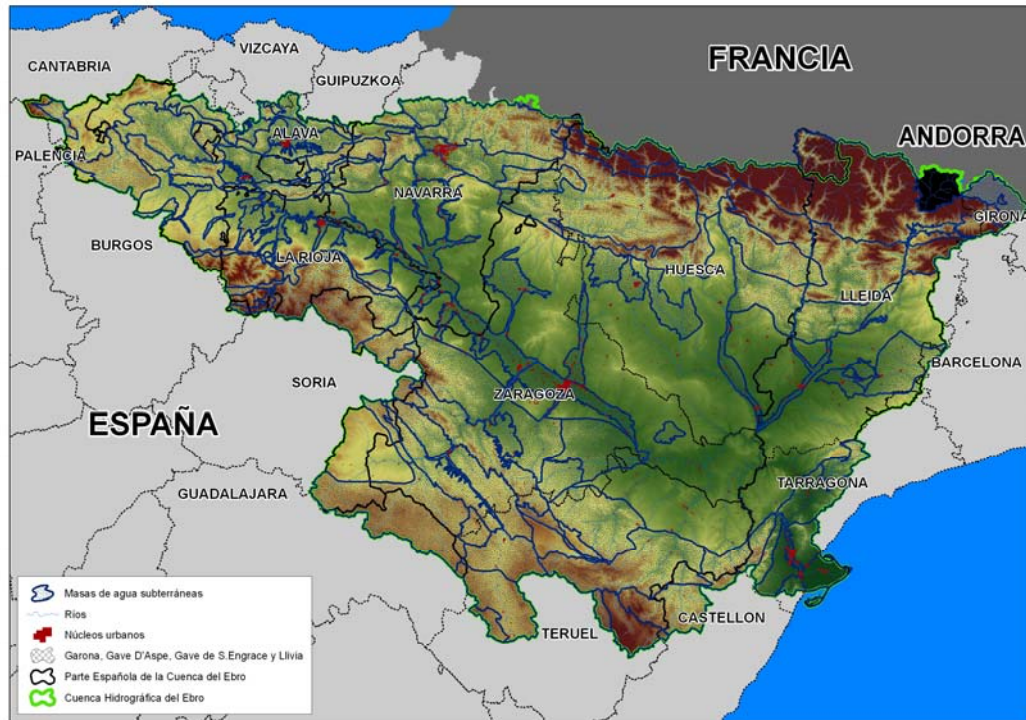 VIZCAYA
CANTABRIA
GUIPUZKOA
FRANCIA
ALAVA
ANDORRA
PALENCIA
NAVARRA
GIRONA
BURGOS
LA RIOJA
HUESCA
LLEIDA
BARCELONA
SORIA
ZARAGOZA
ESPAÑA
TARRAGONA
GUADALAJARA
TERUEL
CASTELLON
Masas de agua subterráneas
Ríos
Núcleos urbanos
Garona, Gave D'Aspe, Gave de S.Engrace y Llivia
Parte Española de la Cuenca del Ebro
Cuenca Hidrográfica del Ebro